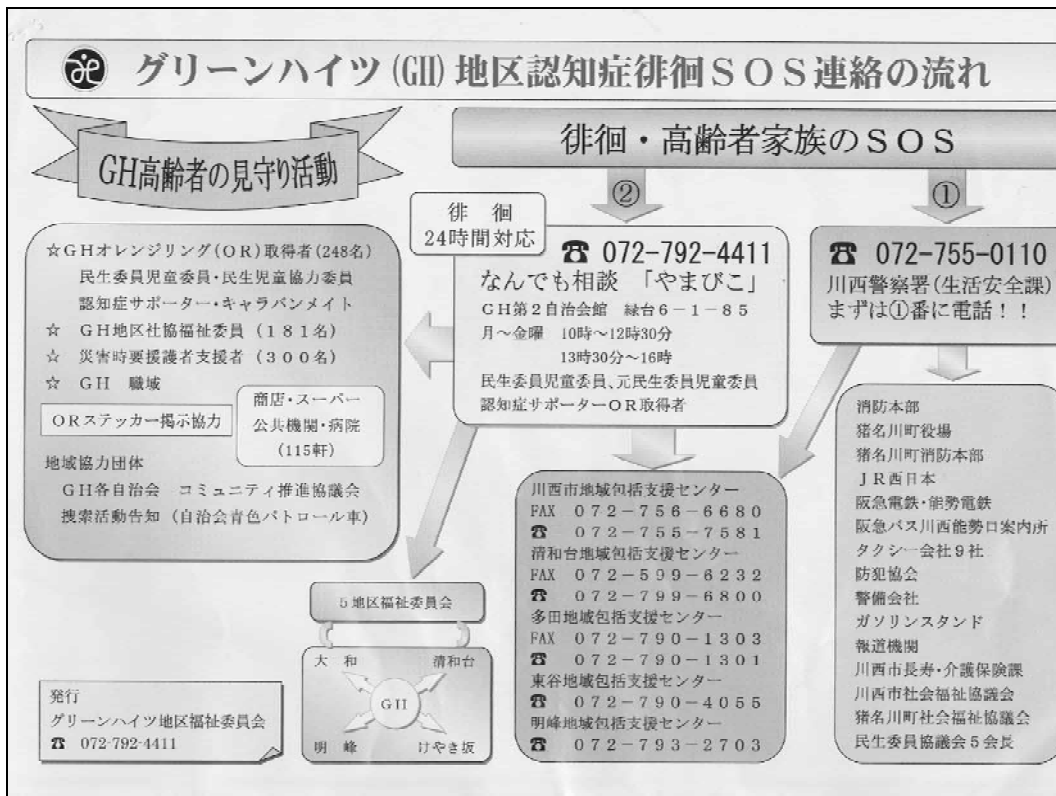 グリーンハイツ(GH)地区認知症徘徊SOS連絡の流れ
GH高齢者の見守り活動
☆GHオレンジリング(OR)取得者(248名)
民生委員児童委員・民生児童協力委員
認知症サポーター・キャラバンメイト
☆ GH地区社協福祉委員(181名)
☆ 災害時要援護者支援者(300名)
☆ GH 職域
ORステッカー掲示協力
商店・スーパー
公共機関・病院
(115軒)
地域協力団体
GH各自治会 コミュニティ推進協議会
捜索活動告知 (自治会青色パトロール車)
徘徊・高齢者家族のSOS
②
①
徘 徊
24時間対応
☎ 072-792-4411
なんでも相談 「やまびこ」
GH第2自治会館 緑台6-1-85
月~金曜 10時~12時30分
13時30分~16時
民生委員児童委員、元民生委員児童委員
認知症サポーターOR取得者
☎ 072-755-0110
川西警察署(生活安全課)
まずは①番に電話!!
川西市地域包括支援センター
FAX 072-756-6680
☎ 072-755-7581
清和台地域包括支援センター
FAX 072-599-6232
☎ 072-799-6800
多田地域包括支援センター
FAX 072-790-1303
☎ 072-790-1301
東谷地域包括支援センター
☎ 072-790-4055
明峰地域包括支援センター
☎ 072-793-2703
消防本部
猪名川町役場
猪名川町消防本部
JR西日本
阪急電鉄・能勢電鉄
阪急バス川西能勢口案内所
タクシー会社9社
防犯協会
警備会社
ガソリンスタンド
報道機関
川西市長寿・介護保険課
川西市社会福祉協議会
猪名川町社会福祉協議会
民生委員協議会5会長
5地区福祉委員会
大 和
清和台
GH
明 峰
けやき坂
発行
グリーンハイツ地区福祉委員会
☎ 072-792-4411